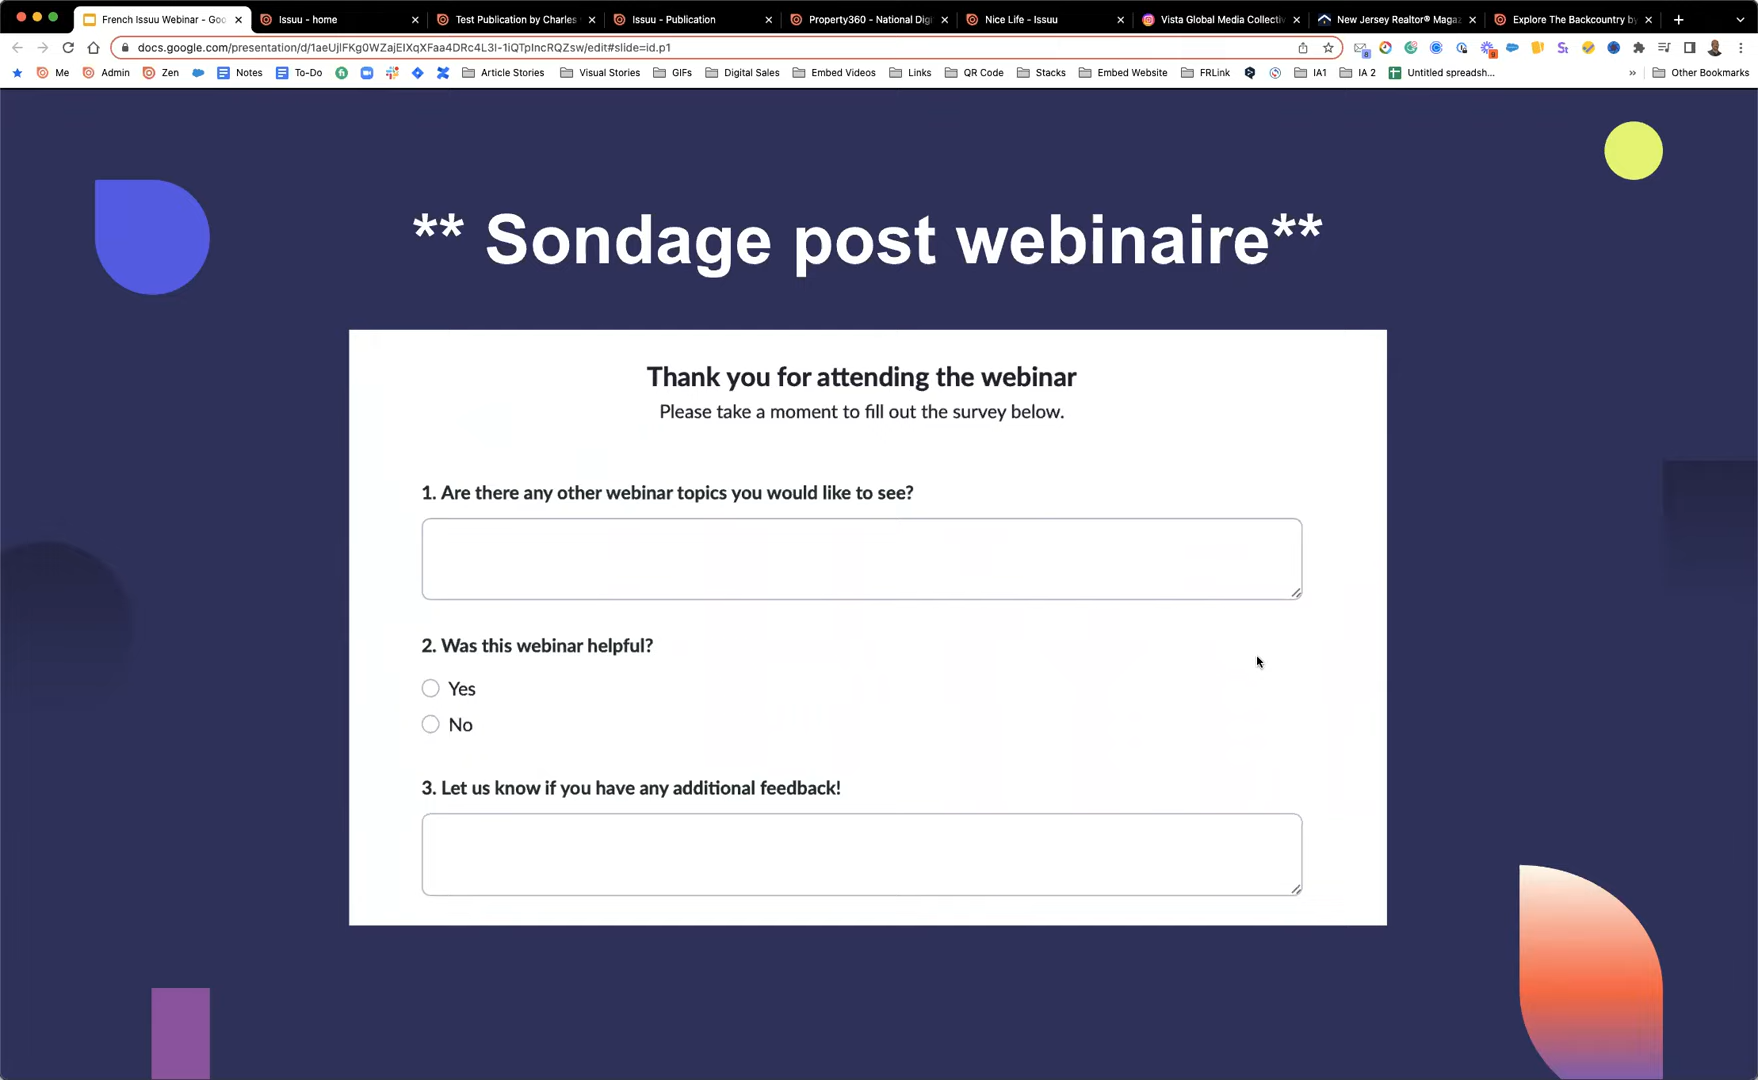 French Issuu Webinar - Goo
Issuu - home
Test Publication by Charles
Issuu - Publication
Property360 - National Digi
Nice Life - Issuu
Vista Global Media Collectiv
New Jersey Realtor® Magaz
Explore The Backcountry by
docs.google.com/presentation/d/1aeUjlFKg0WZajEIXqXFaa4DRc4L3l-1iQTpIncRQZsw/edit#slide=id.p1
Me
Admin
Zen
Notes
To-Do
Article Stories
Visual Stories
GIFs
Digital Sales
Embed Videos
Links
QR Code
Stacks
Embed Website
FRLink
IA1
IA 2
Untitled spreadsh...
Other Bookmarks
** Sondage post webinaire**
Thank you for attending the webinar
Please take a moment to fill out the survey below.
1. Are there any other webinar topics you would like to see?
2. Was this webinar helpful?
Yes
No
3. Let us know if you have any additional feedback!